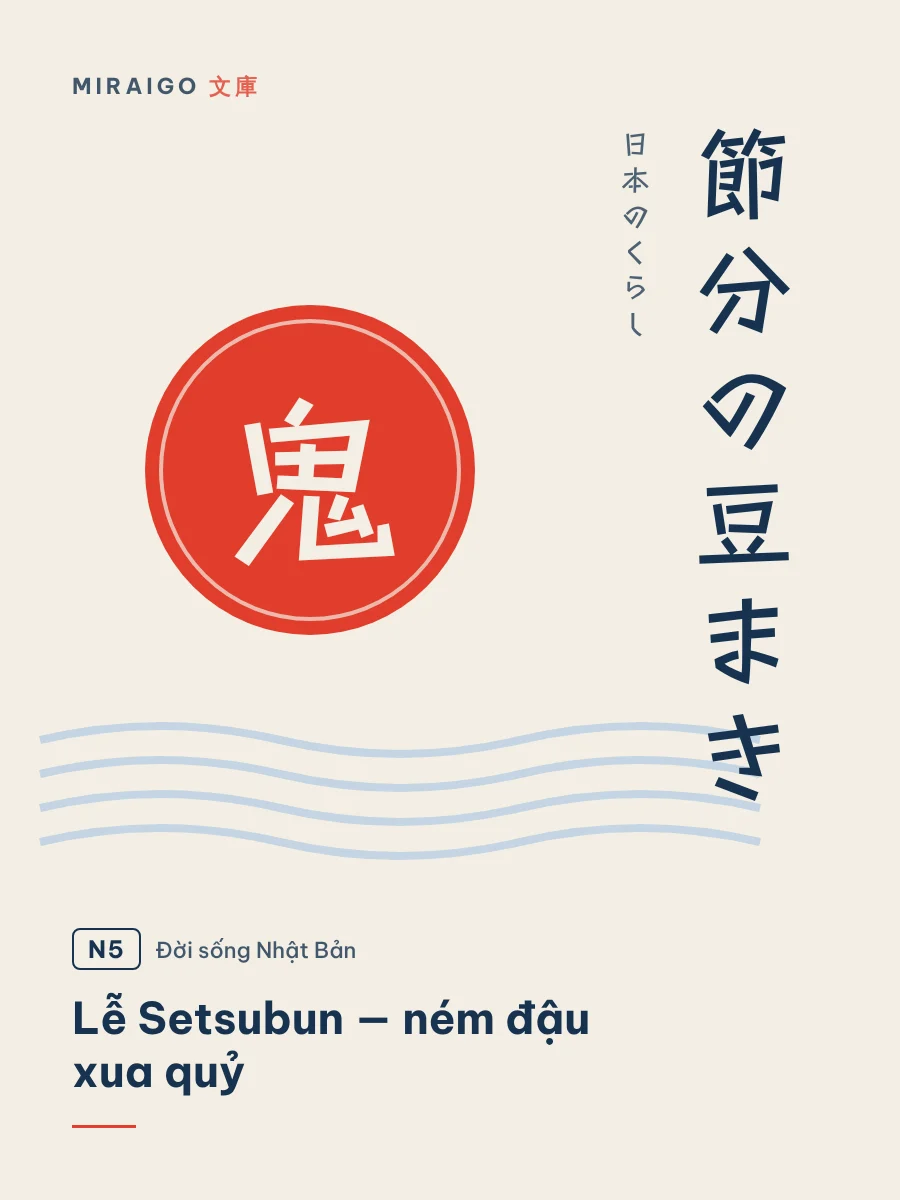 MIRAIGO 文庫
節分の豆まき
日本のくらし
鬼
N5 Đời sống Nhật Bản
Lễ Setsubun — ném đậu
xua quỷ